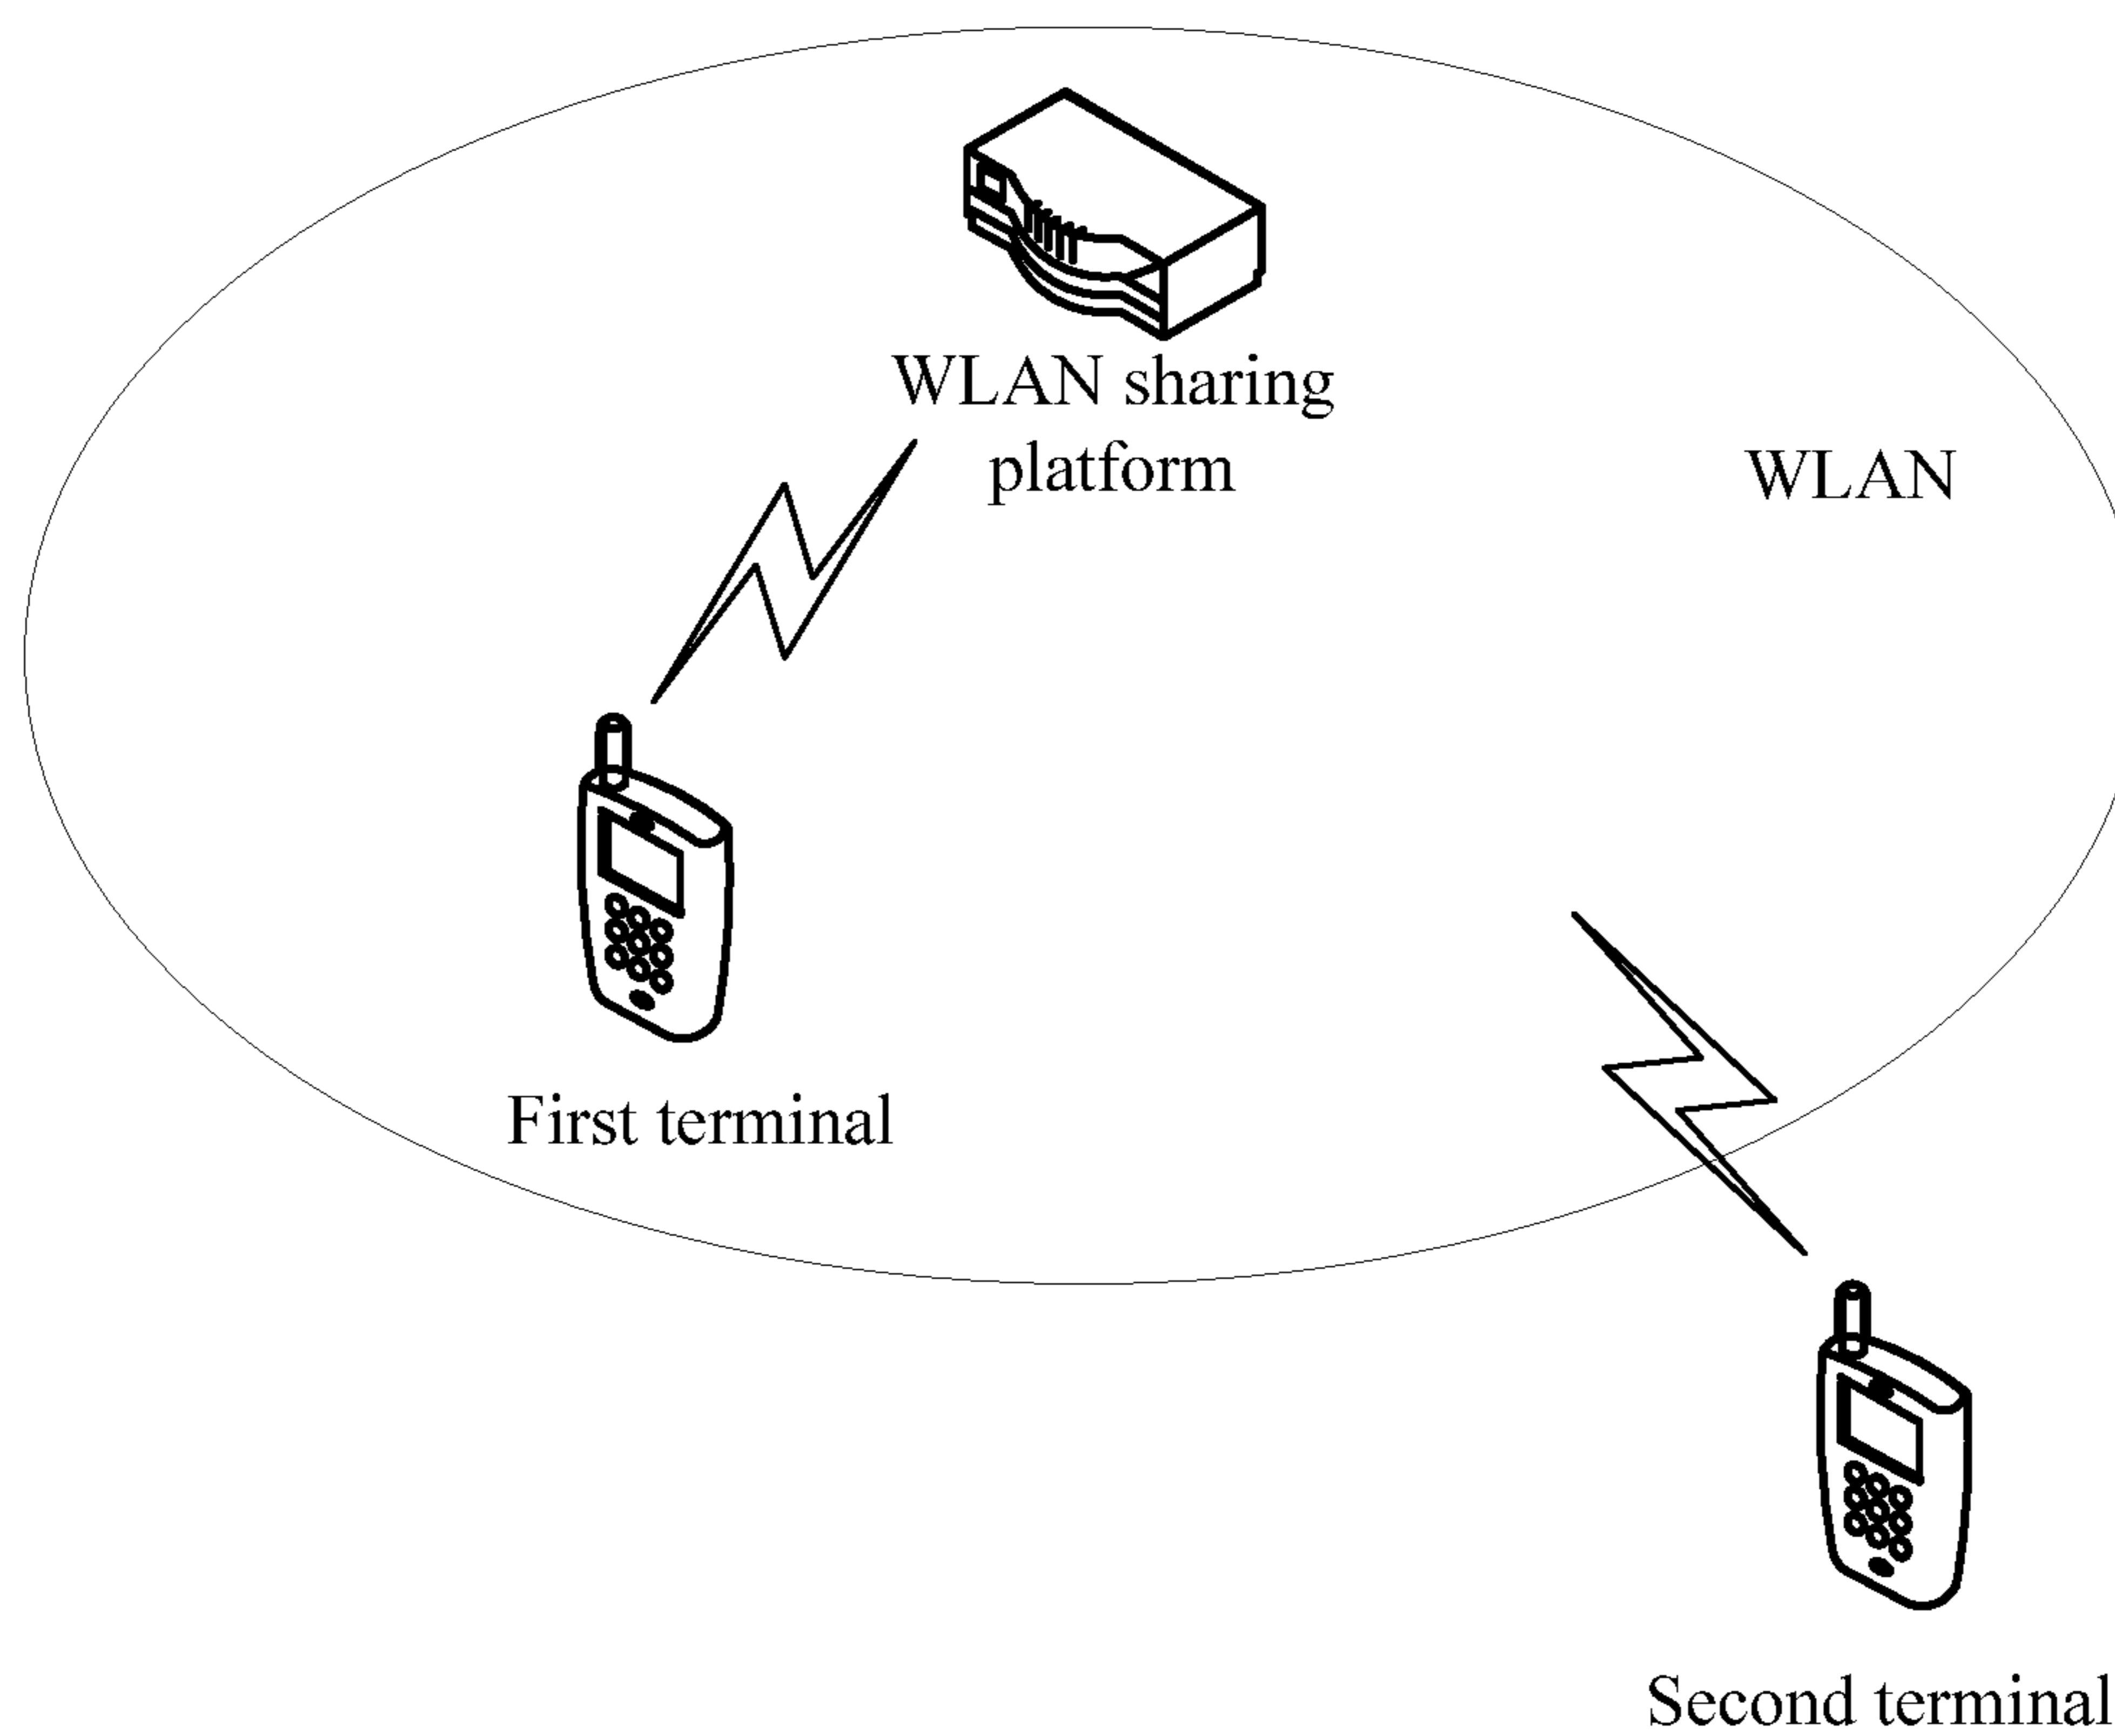 WLAN sharing
platform
WLAN
First terminal
Second terminal